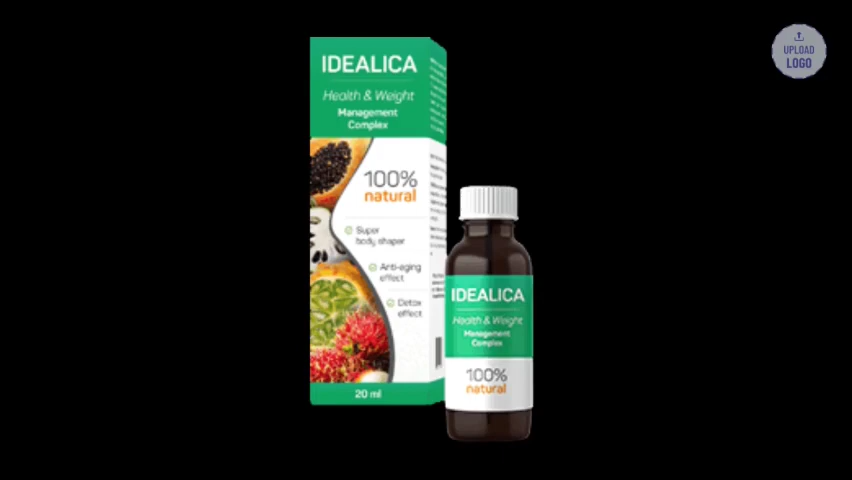 IDEALICA
Health & Weight
Management
Complex
100%
natural
Super
body shaper
Anti-aging
effect
Detox
effect
20 ml
IDEALICA
Health & Weight
Management
Complex
100%
natural
UPLOAD
LOGO